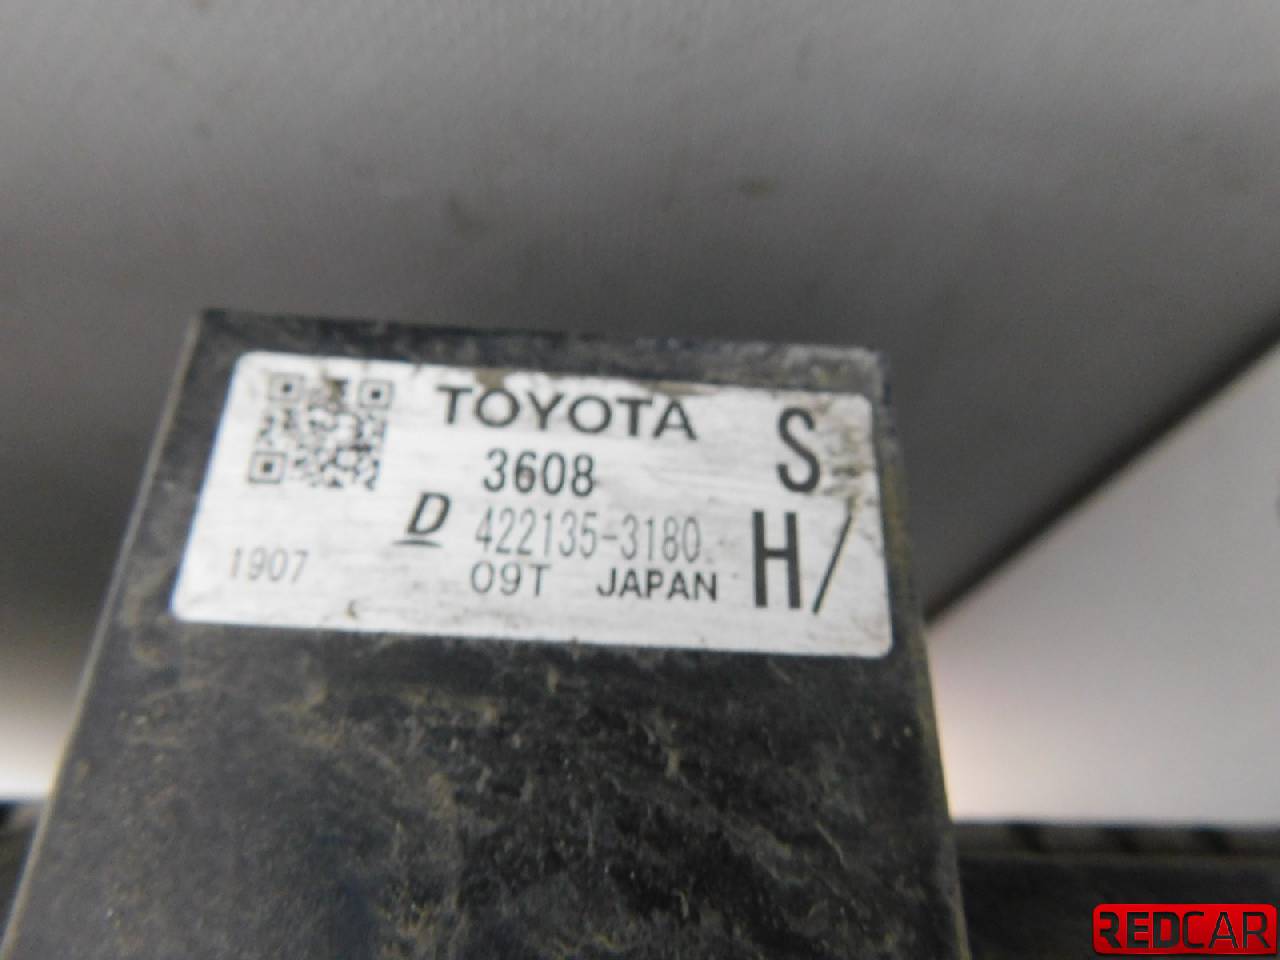 TOYOTA
S
3608
D 422135-3180
H/
1907
09T JAPAN
REDCAR